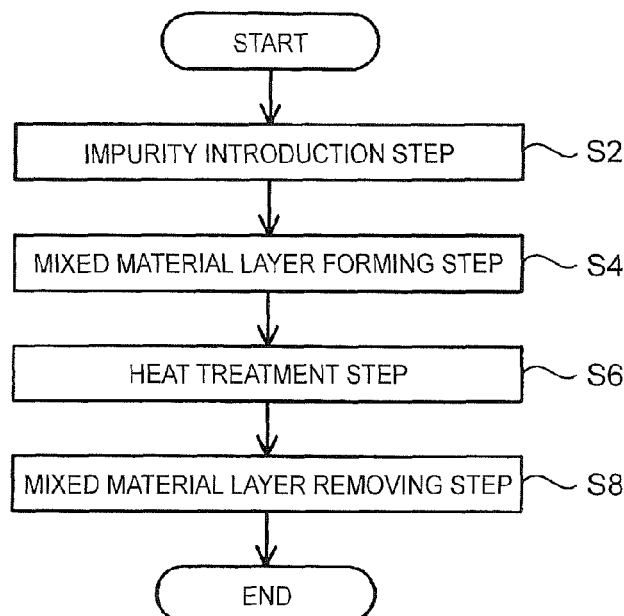 START
IMPURITY INTRODUCTION STEP S2
MIXED MATERIAL LAYER FORMING STEP S4
HEAT TREATMENT STEP S6
MIXED MATERIAL LAYER REMOVING STEP S8
END